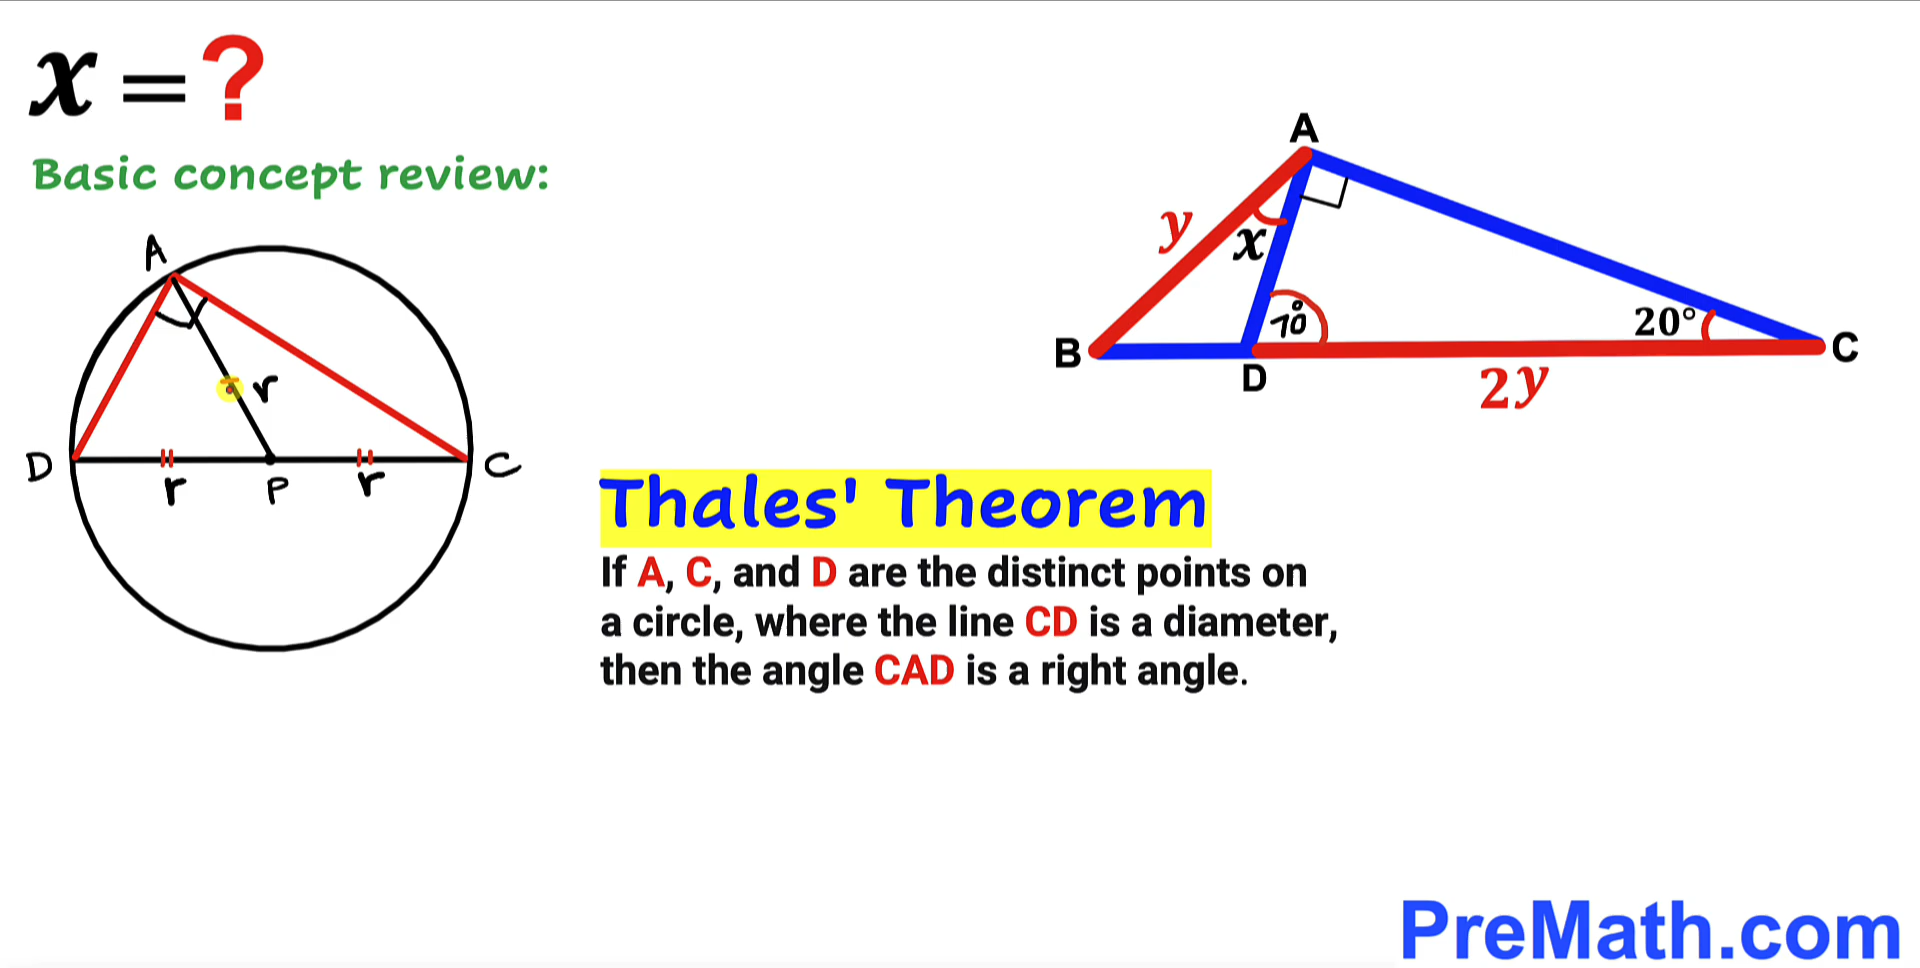 x = ?
Basic concept review:
A
r
D
r
P
r
C
A
y
x
70°
20°
B
D
C
2y
Thales' Theorem
If A, C, and D are the distinct points on
a circle, where the line CD is a diameter,
then the angle CAD is a right angle.
PreMath.com